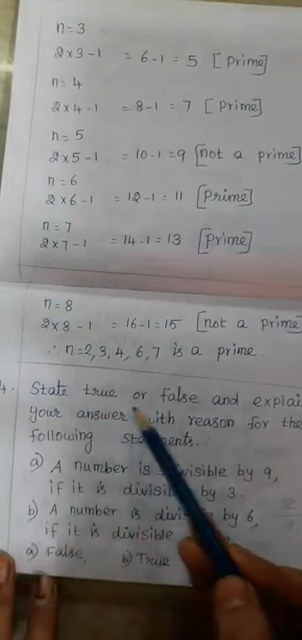 n=3
2×3-1 = 6-1 = 5 [Prime]
n=4
2×4-1 = 8-1 = 7 [Prime]
n=5
2×5-1 = 10-1=9 [not a prime]
n=6
2×6-1 = 12-1= 11 [Prime]
n=7
2×7-1 = 14-1= 13 [Prime]
n=8
2×8-1 = 16-1=15 [not a prime
∴ n=2,3,4,6,7 is a prime.
4. State true or false and explai
your answer with reason for the
following
a) A number is divisible by 9,
if it is divisible by 3.
b) A number is by 6,
if it is divisible
a) False, b) True